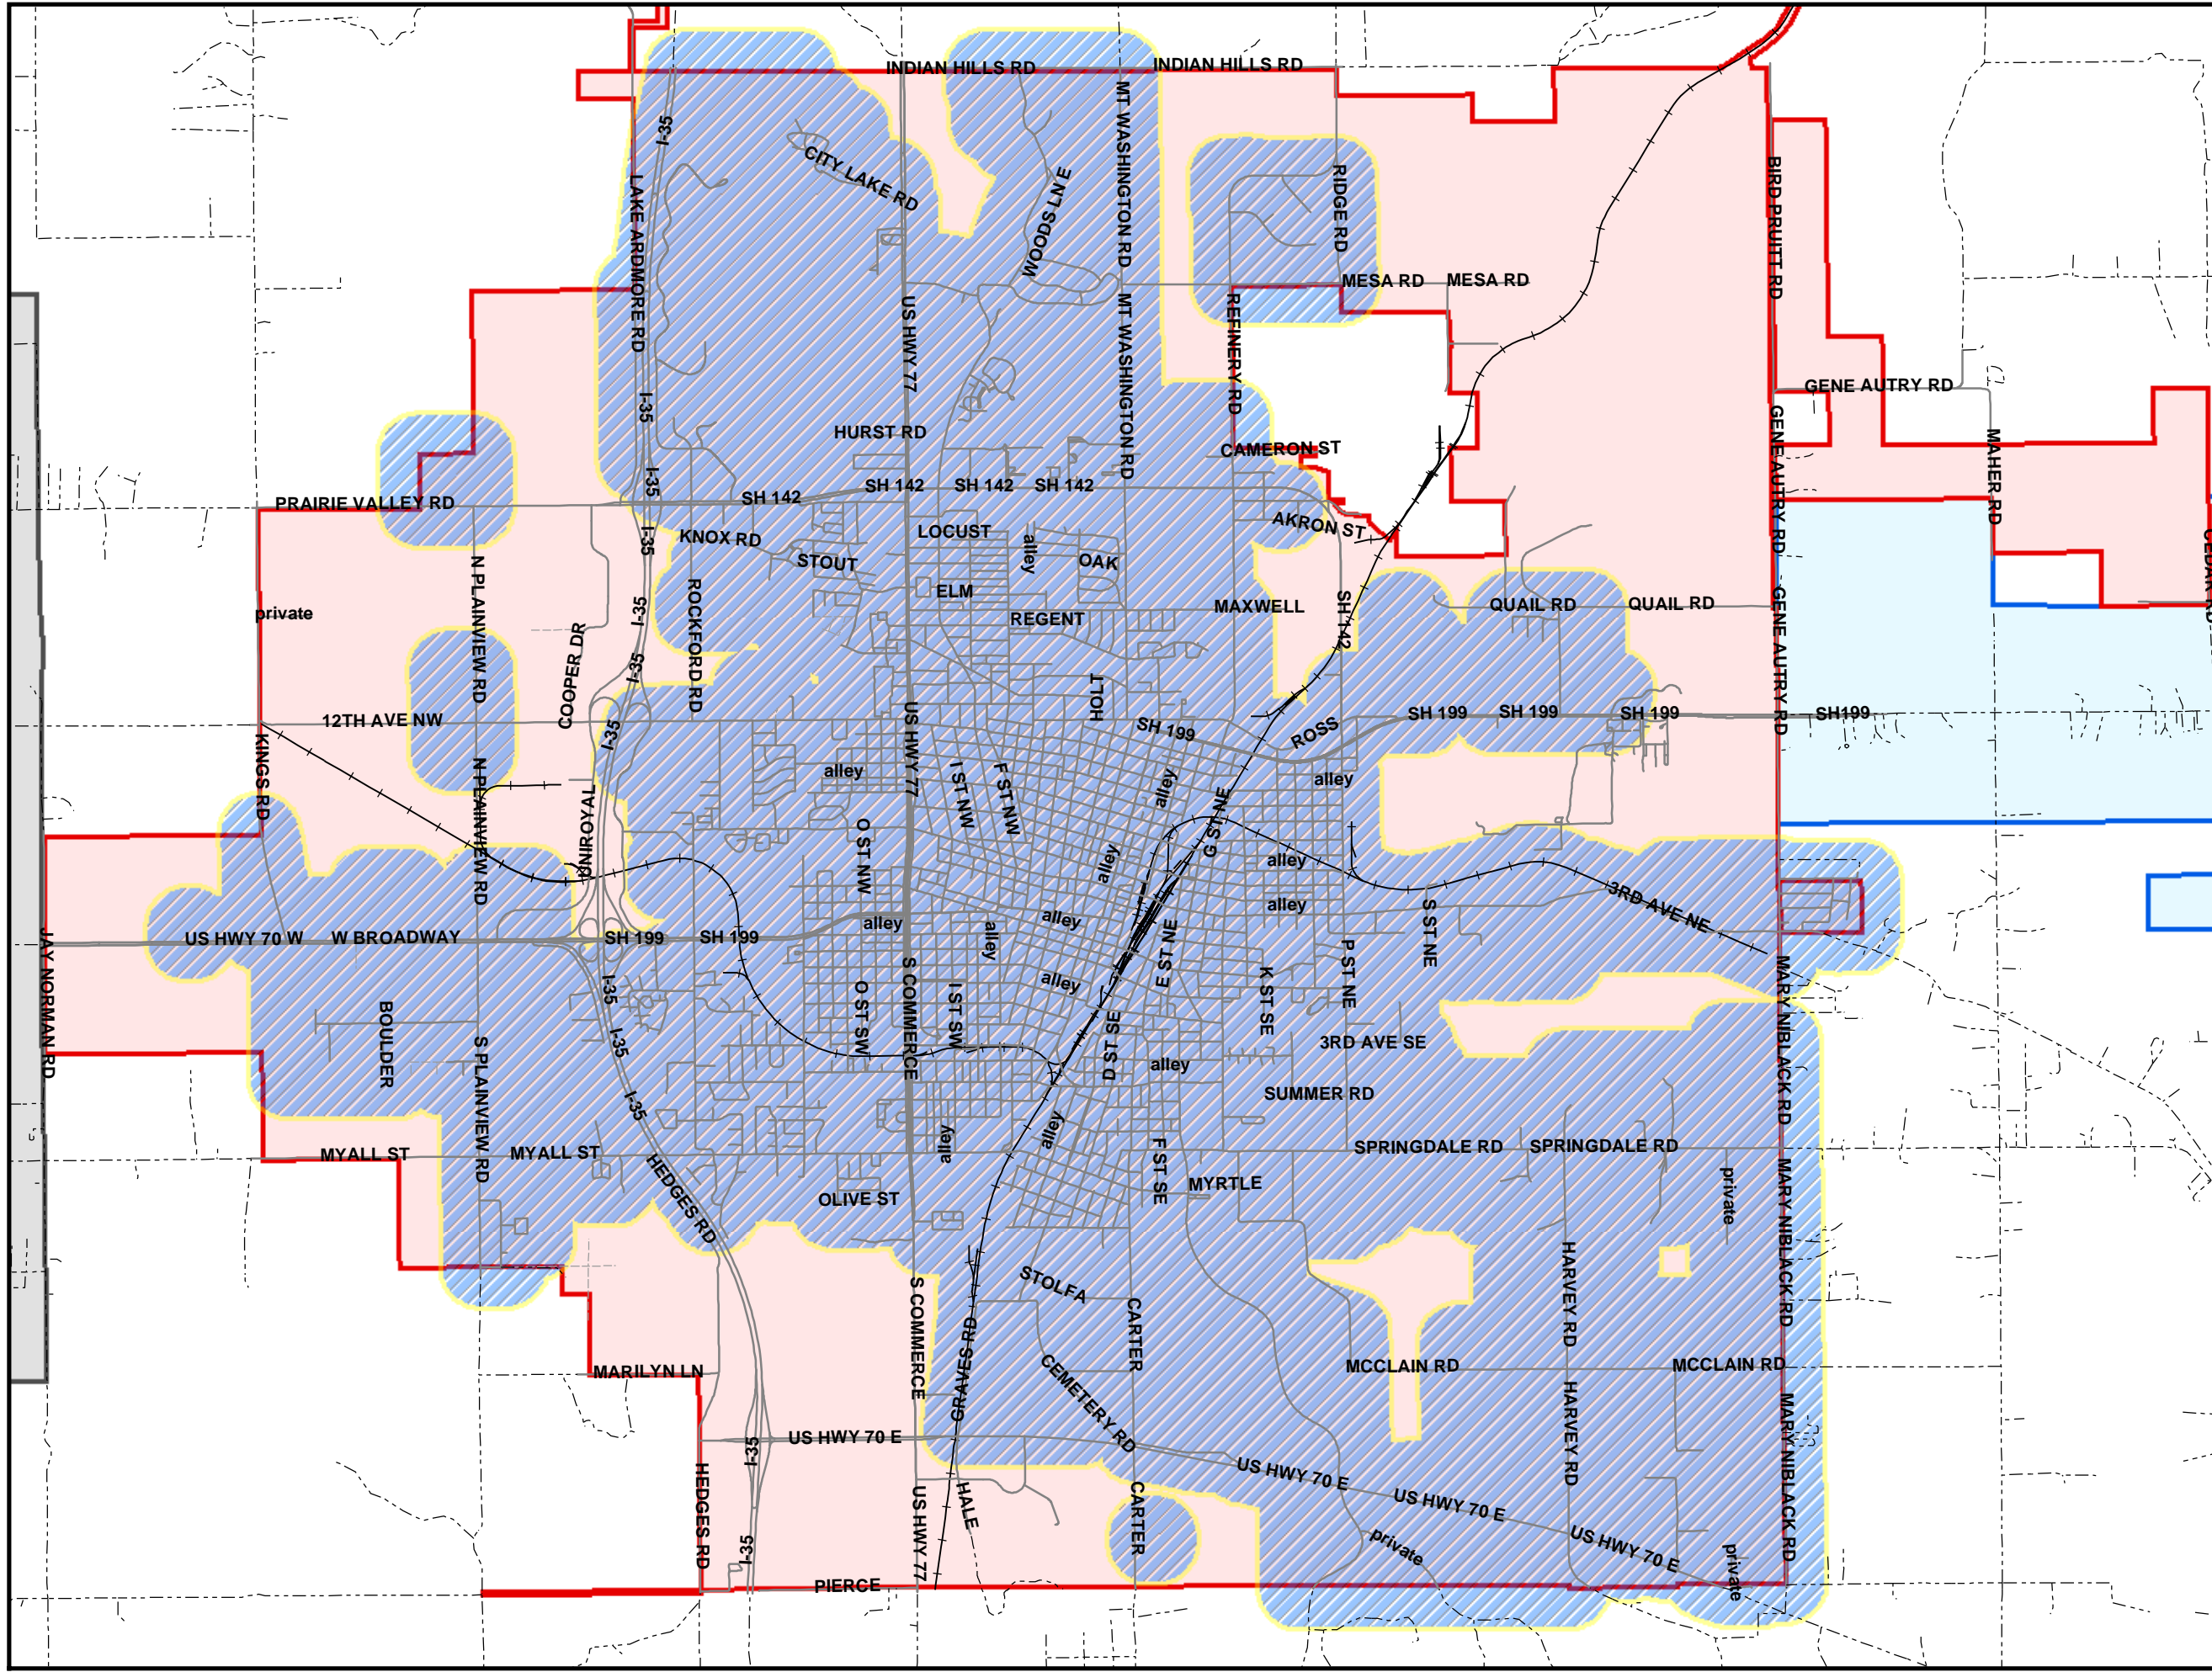 INDIAN HILLS RD
INDIAN HILLS RD
I-35
MT WASHINGTON RD
CITY LAKE RD
WOODS LN E
RIDGE RD
BIRD PRUITT RD
LAKE ARDMORE RD
MESA RD
MESA RD
US HWY 77
MT WASHINGTON RD
REFINERY RD
GENE AUTRY RD
I-35
HURST RD
CAMERON ST
GENE AUTRY RD
MAHER RD
I-35
SH 142
SH 142
SH 142
SH 142
PRAIRIE VALLEY RD
I-35
KNOX RD
LOCUST
alley
AKRON ST
STOUT
OAK
N PLAINVIEW RD
ROCKFORD RD
ELM
REGENT
MAXWELL
SH 142
QUAIL RD
QUAIL RD
GENE AUTRY RD
private
I-35
COOPER DR
I-35
HOLT
12TH AVE NW
I-35
US HWY 77
SH 199
ROSS
SH 199
SH 199
SH 199
SH199
KINGS RD
N PLAINVIEW RD
UNIROYAL
alley
I ST NW
F ST NW
alley
alley
G ST NE
O ST NW
alley
alley
3RD AVE NE
alley
alley
alley
alley
S ST NE
US HWY 70 W
W BROADWAY
SH 199
SH 199
JAY NORMAN RD
I-35
O ST SW
S COMMERCE
I ST SW
alley
E ST NE
K ST SE
P ST NE
MARY NIBLACK RD
BOULDER
I-35
S PLAINVIEW RD
D ST SE
alley
3RD AVE SE
I-35
SUMMER RD
MYALL ST
MYALL ST
alley
alley
SPRINGDALE RD
SPRINGDALE RD
HEDGES RD
OLIVE ST
F ST SE
MYRTLE
private
MARY NIBLACK RD
S COMMERCE
STOLFA
CARTER
HARVEY RD
GRAVES RD
MARILYN LN
CEMETERY RD
MCCLAIN RD
MCCLAIN RD
HARVEY RD
MARY NIBLACK RD
I-35
US HWY 70 E
US HWY 70 E
US HWY 70 E
US HWY 70 E
HEDGES RD
I-35
US HWY 77
HALE
CARTER
private
private
PIERCE